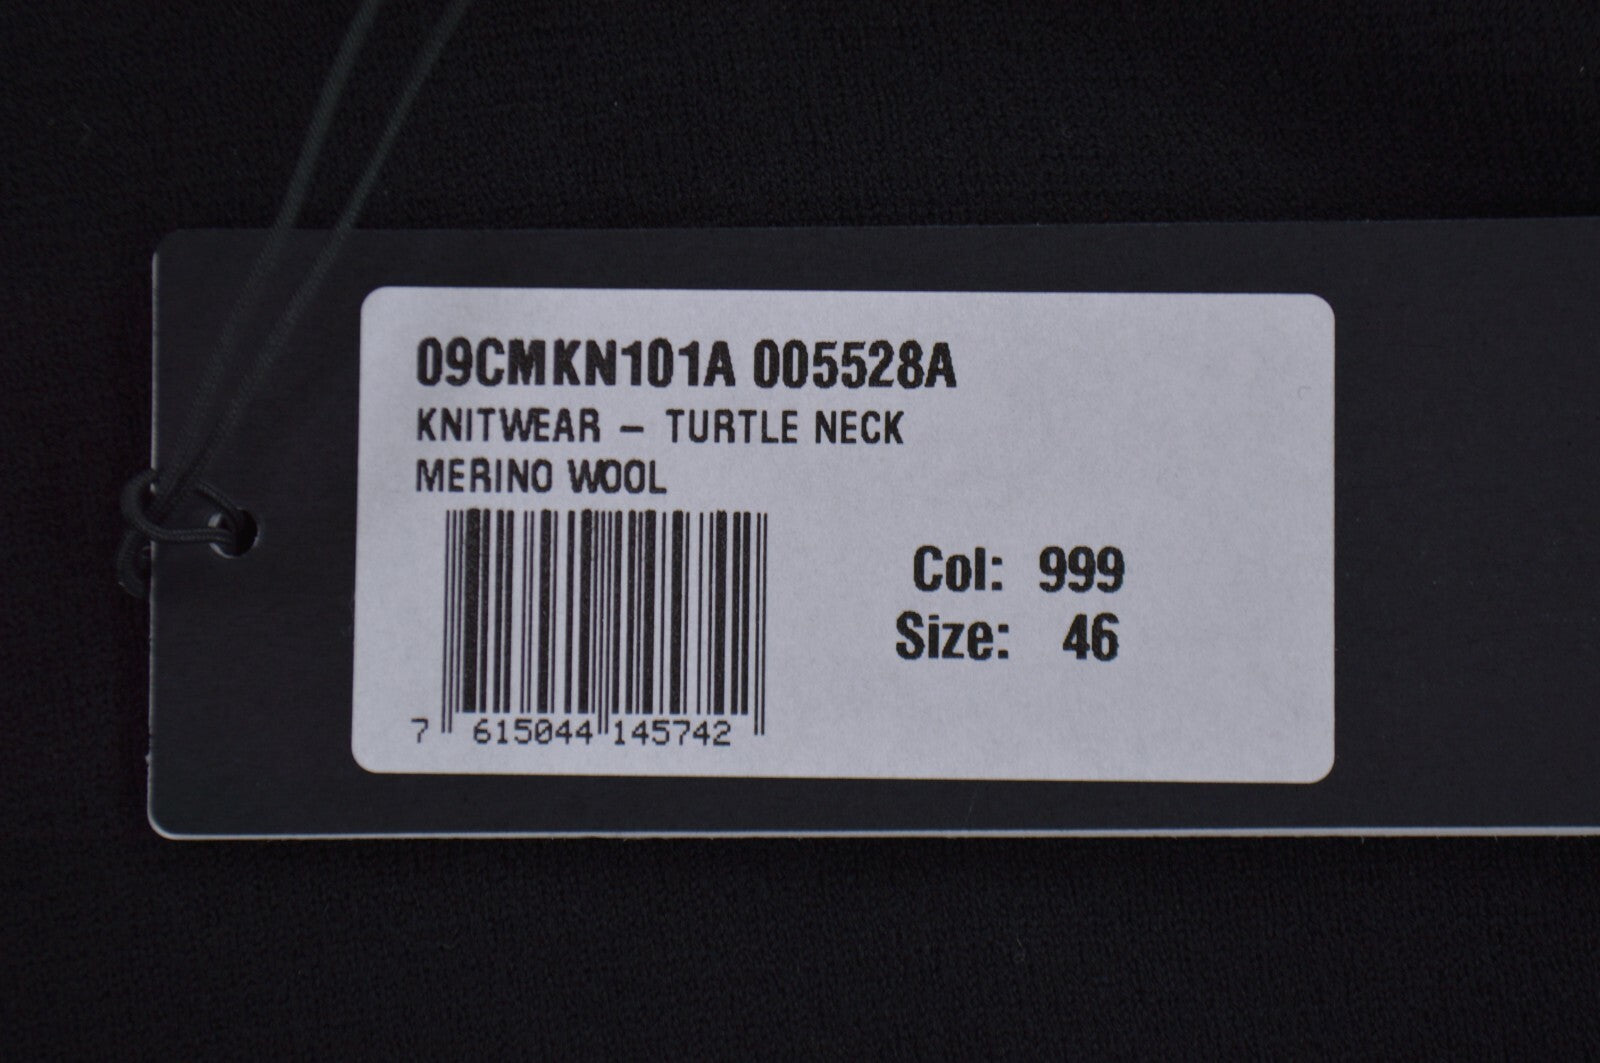 09CMKN101A 005528A
KNITWEAR – TURTLE NECK
MERINO WOOL
Col: 999
Size: 46
7 615044 145742